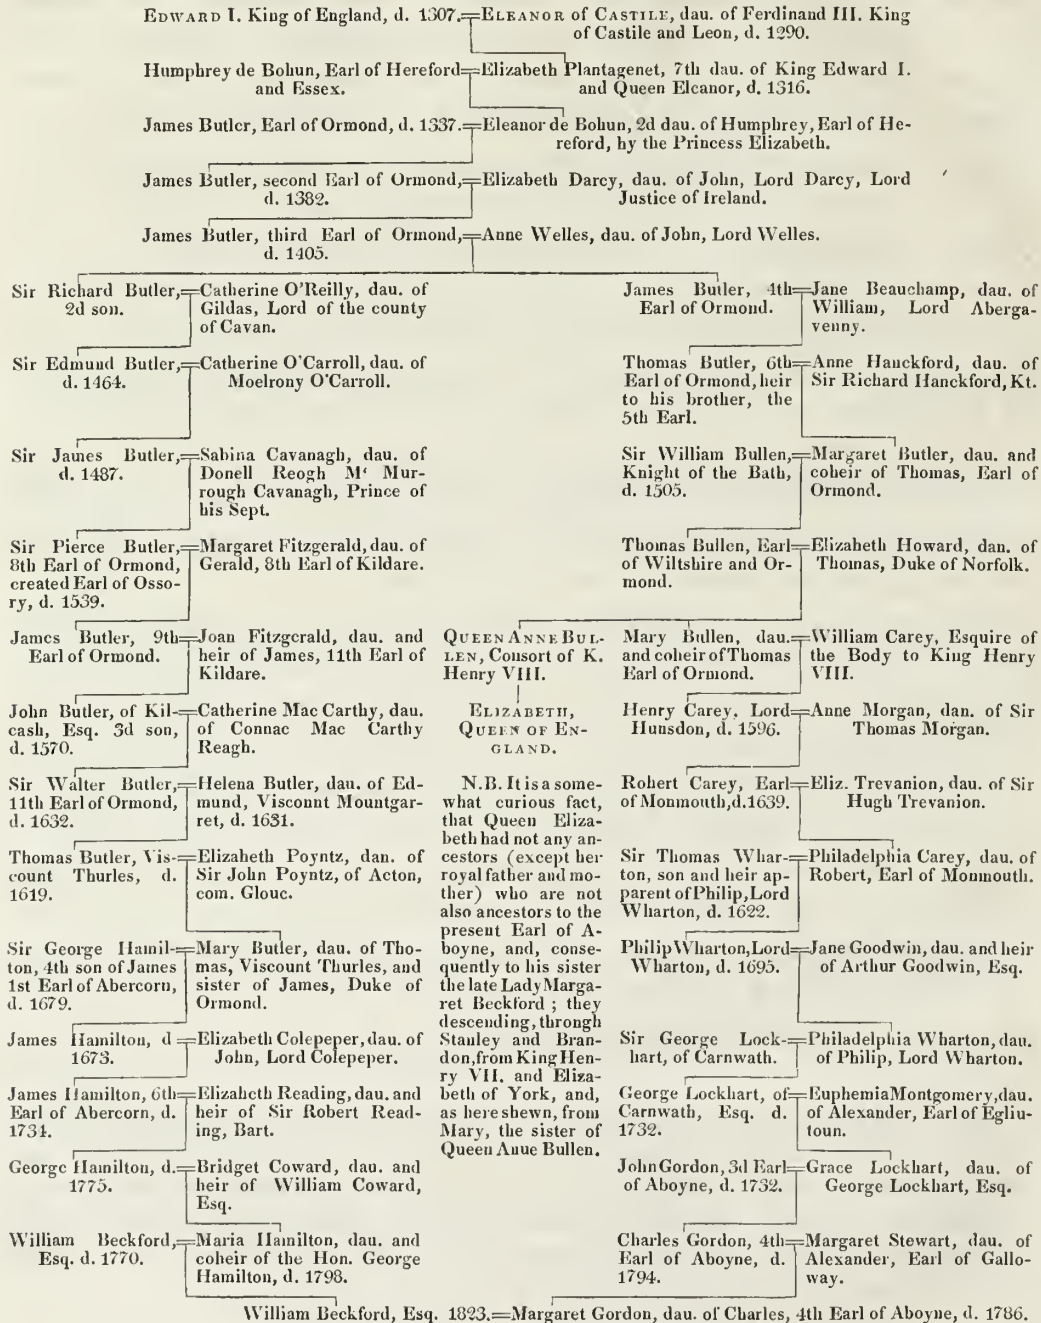 EDWARD I. King of England, d. 1307.=ELEANOR of CASTILE, dau. of Ferdinand III. King
of Castile and Leon, d. 1290.
Humphrey de Bohun, Earl of Hereford=Elizabeth Plantagenet, 7th dau. of King Edward I.
and Essex.
and Queen Eleanor, d. 1316.
James Butler, Earl of Ormond, d. 1337.=Eleanor de Bohun, 2d dau. of Humphrey, Earl of He-
reford, by the Princess Elizabeth.
James Butler, second Earl of Ormond,=Elizabeth Darcy, dau. of John, Lord Darcy, Lord
d. 1382.
Justice of Ireland.
James Butler, third Earl of Ormond,=Anne Welles, dau. of John, Lord Welles.
d. 1405.
Sir Richard Butler,=Catherine O'Reilly, dau. of
2d son.
Gildas, Lord of the county
of Cavan.
Sir Edmund Butler,=Catherine O'Carroll, dau. of
d. 1464.
Moelrony O'Carroll.
Sir James Butler,=Sabina Cavanagh, dau. of
d. 1487.
Donell Reogh M‘ Mur-
rough Cavanagh, Prince of
his Sept.
Sir Pierce Butler,=Margaret Fitzgerald, dau. of
8th Earl of Ormond,
Gerald, 8th Earl of Kildare.
created Earl of Osso-
ry, d. 1539.
James Butler, 9th=Joan Fitzgerald, dau. and
Earl of Ormond.
heir of James, 11th Earl of
Kildare.
John Butler, of Kil-=Catherine Mac Carthy, dau.
cash, Esq. 3d son,
of Connac Mac Carthy
d. 1570.
Reagh.
Sir Walter Butler,=Helena Butler, dau. of Ed-
11th Earl of Ormond,
mund, Viscount Mountgar-
d. 1632.
ret, d. 1631.
Thomas Butler, Vis-=Elizabeth Poyntz, dau. of
count Thurles, d.
Sir John Poyntz, of Acton,
1619.
com. Glouc.
Sir George Hamil-=Mary Butler, dau. of Tho-
ton, 4th son of James
mas, Viscount Thurles, and
1st Earl of Abercorn,
sister of James, Duke of
d. 1679.
Ormond.
James Hamilton, d=Elizabeth Colepeper, dau. of
1673.
John, Lord Colepeper.
James Hamilton, 6th=Elizabeth Reading, dau. and
Earl of Abercorn, d.
heir of Sir Robert Read-
1734.
ing, Bart.
George Hamilton, d.=Bridget Coward, dau. and
1775.
heir of William Coward,
Esq.
William Beckford,=Maria Hamilton, dau. and
Esq. d. 1770.
coheir of the Hon. George
Hamilton, d. 1798.
QUEEN ANNE BUL-
LEN, Consort of K.
Henry VIII.
ELIZABETH,
QUEEN OF EN-
GLAND.
N.B. It is a some-
what curious fact,
that Queen Eliza-
beth had not any an-
cestors (except her
royal father and mo-
ther) who are not
also ancestors to the
present Earl of A-
boyne, and, conse-
quently to his sister
the late Lady Marga-
ret Beckford ; they
descending, through
Stanley and Bran-
don, from King Hen-
ry VII. and Eliza-
beth of York, and,
as here shewn, from
Mary, the sister of
Queen Anne Bullen.
James Butler, 4th=Jane Beauchamp, dau. of
Earl of Ormond.
William, Lord Aberga-
venny.
Thomas Butler, 6th=Anne Hanckford, dau. of
Earl of Ormond, heir
Sir Richard Hanckford, Kt.
to his brother, the
5th Earl.
Sir William Bullen,=Margaret Butler, dau. and
Knight of the Bath,
coheir of Thomas, Earl of
d. 1505.
Ormond.
Thomas Bullen, Earl=Elizabeth Howard, dau. of
of Wiltshire and Or-
Thomas, Duke of Norfolk.
mond.
Mary Bullen, dau.=William Carey, Esquire of
and coheir of Thomas
the Body to King Henry
Earl of Ormond.
VIII.
Henry Carey, Lord=Anne Morgan, dau. of Sir
Hunsdon, d. 1596.
Thomas Morgan.
Robert Carey, Earl=Eliz. Trevanion, dau. of Sir
of Monmouth, d. 1639.
Hugh Trevanion.
Sir Thomas Whar-=Philadelphia Carey, dau. of
ton, son and heir ap-
Robert, Earl of Monmouth.
parent of Philip, Lord
Wharton, d. 1622.
Philip Wharton, Lord=Jane Goodwin, dau. and heir
Wharton, d. 1695.
of Arthur Goodwin, Esq.
Sir George Lock-=Philadelphia Wharton, dau.
hart, of Carnwath.
of Philip, Lord Wharton.
George Lockhart, of=Euphemia Montgomery, dau.
Carnwath, Esq. d.
of Alexander, Earl of Eglin-
1732.
toun.
John Gordon, 3d Earl=Grace Lockhart, dau. of
of Aboyne, d. 1732.
George Lockhart, Esq.
Charles Gordon, 4th=Margaret Stewart, dau. of
Earl of Aboyne, d.
Alexander, Earl of Gallo-
1794.
way.
William Beckford, Esq. 1823.=Margaret Gordon, dau. of Charles, 4th Earl of Aboyne, d. 1786.